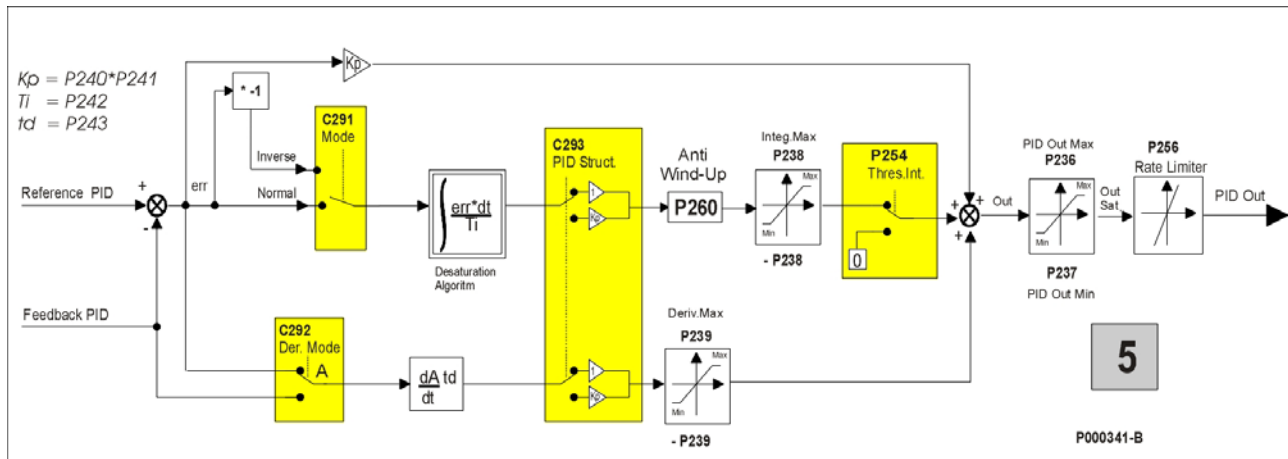 Kp = P240*P241
Ti = P242
td = P243
Kp
* -1
C291
Mode
Inverse
Normal
Reference PID
+
-
err
Feedback PID
C292
Der. Mode
A
err*dt
Ti
Desaturation
Algoritm
dA td
dt
C293
PID Struct.
1
Kp
1
Kp
Anti
Wind-Up
P260
Integ.Max
P238
Max
Min
- P238
P254
Thres.Int.
0
Deriv.Max
P239
Max
Min
- P239
+
+
+
Out
PID Out Max
P236
Max
Min
P237
PID Out Min
Out
Sat
P256
Rate Limiter
PID Out
5
P000341-B